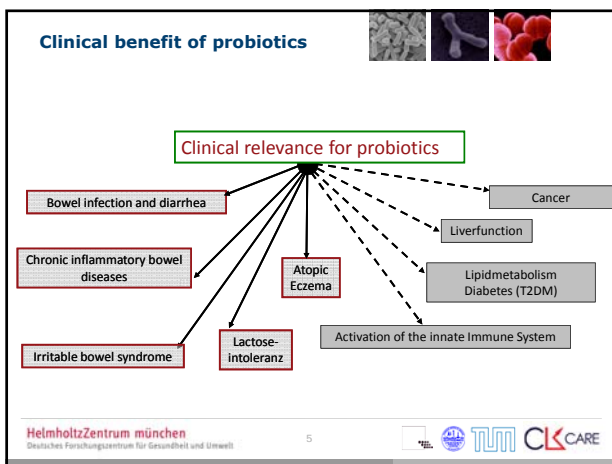 Clinical benefit of probiotics
Clinical relevance for probiotics
Bowel infection and diarrhea
Cancer
Liverfunction
Chronic inflammatory bowel
diseases
Atopic
Eczema
Lipidmetabolism
Diabetes (T2DM)
Irritable bowel syndrome
Lactose-
intoleranz
Activation of the innate Immune System
HelmholtzZentrum münchen
Deutsches Forschungszentrum für Gesundheit und Umwelt
5
TUM
CLKCARE